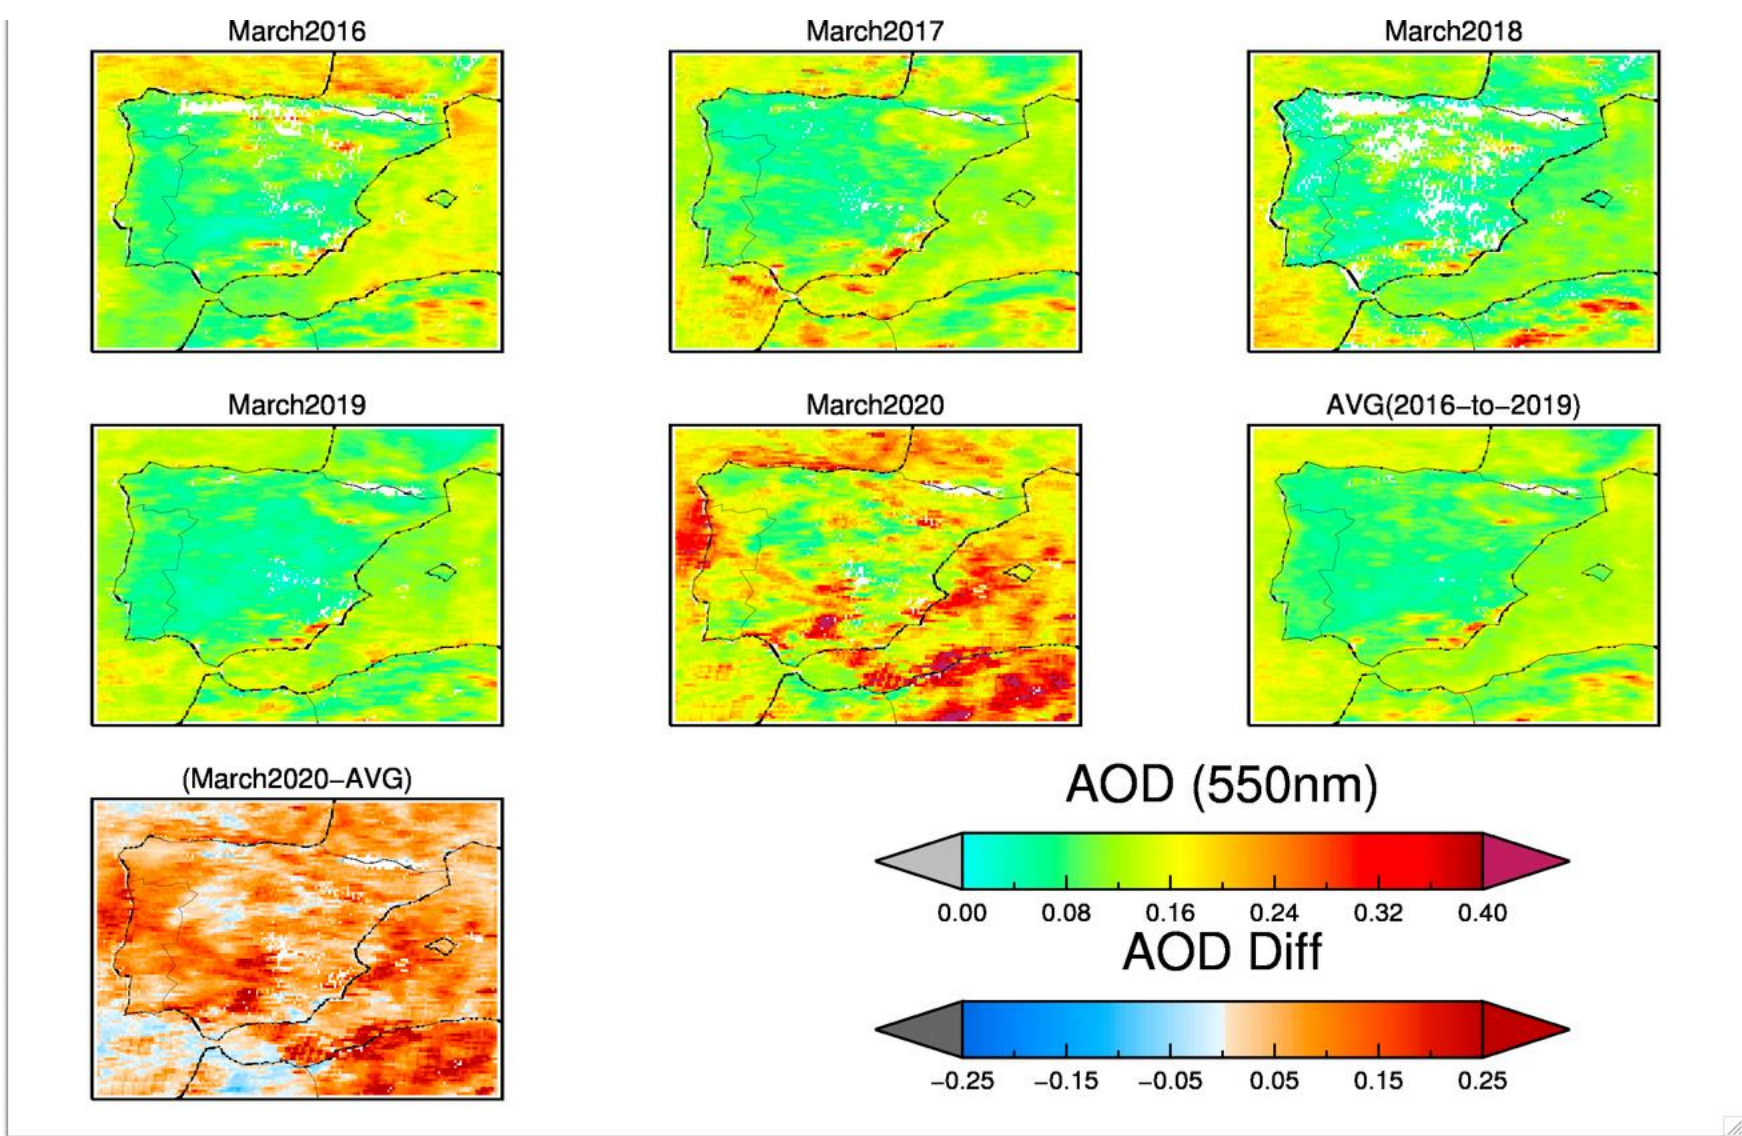 March2016
March2017
March2018
March2019
March2020
AVG(2016−to−2019)
(March2020−AVG)
AOD (550nm)
0.00 0.08 0.16 0.24 0.32 0.40
AOD Diff
−0.25 −0.15 −0.05 0.05 0.15 0.25